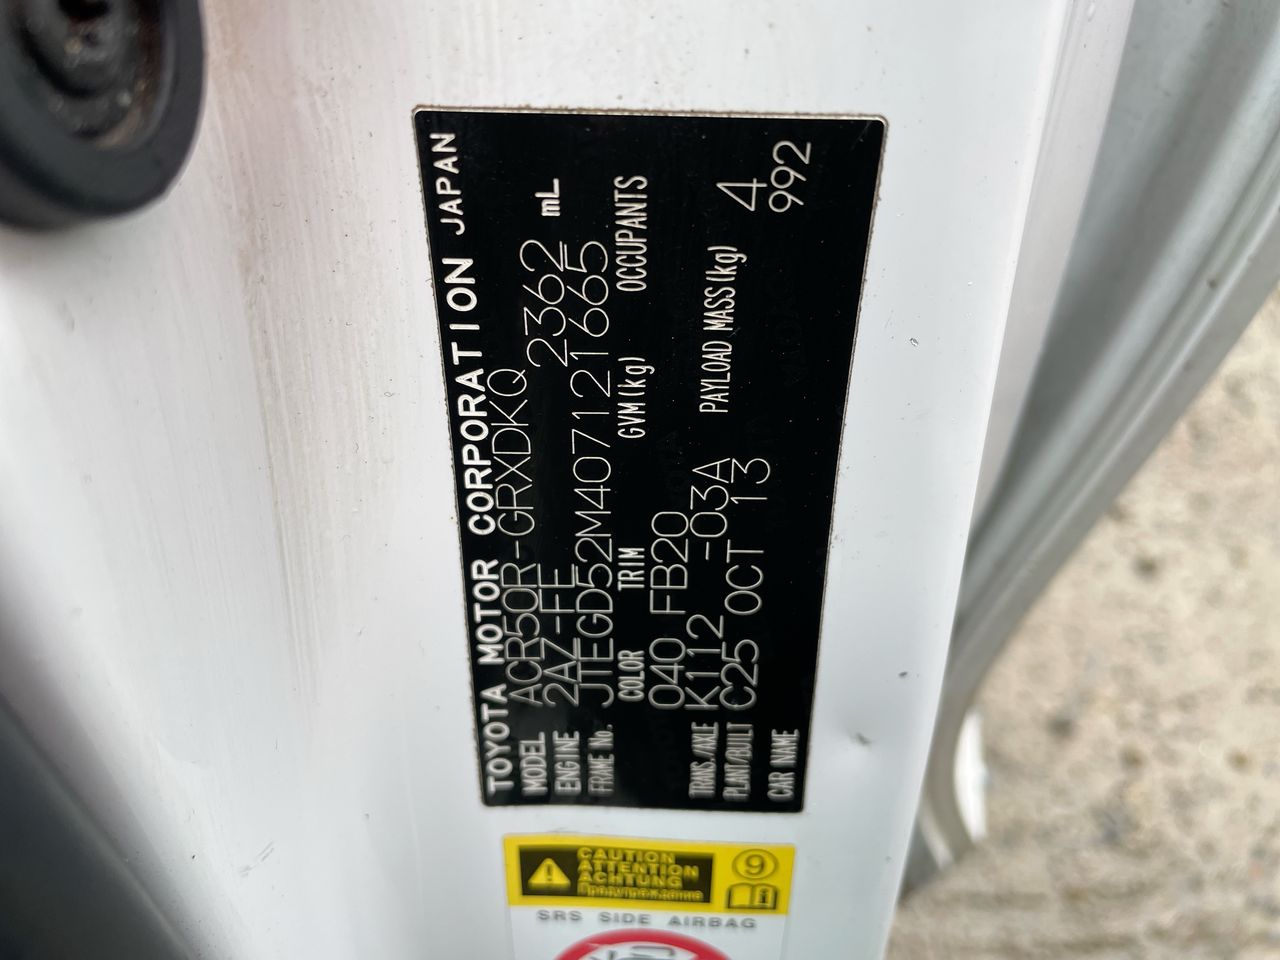 TOYOTA MOTOR CORPORATION JAPAN
MODEL ACR50R-GRXDKQ
ENGINE 2AZ-FE 2362 mL
FRAME No. JTEGD52M407121665
COLOR TRIM GVM(kg) OCCUPANTS
040 FB20 4
TRANS./AXLE K112 -03A PAYLOAD MASS(kg) 992
PLANT/BUILT C25 OCT 13
CAR NAME
CAUTION
ATTENTION
ACHTUNG
Предупреждение
9
SRS SIDE AIRBAG